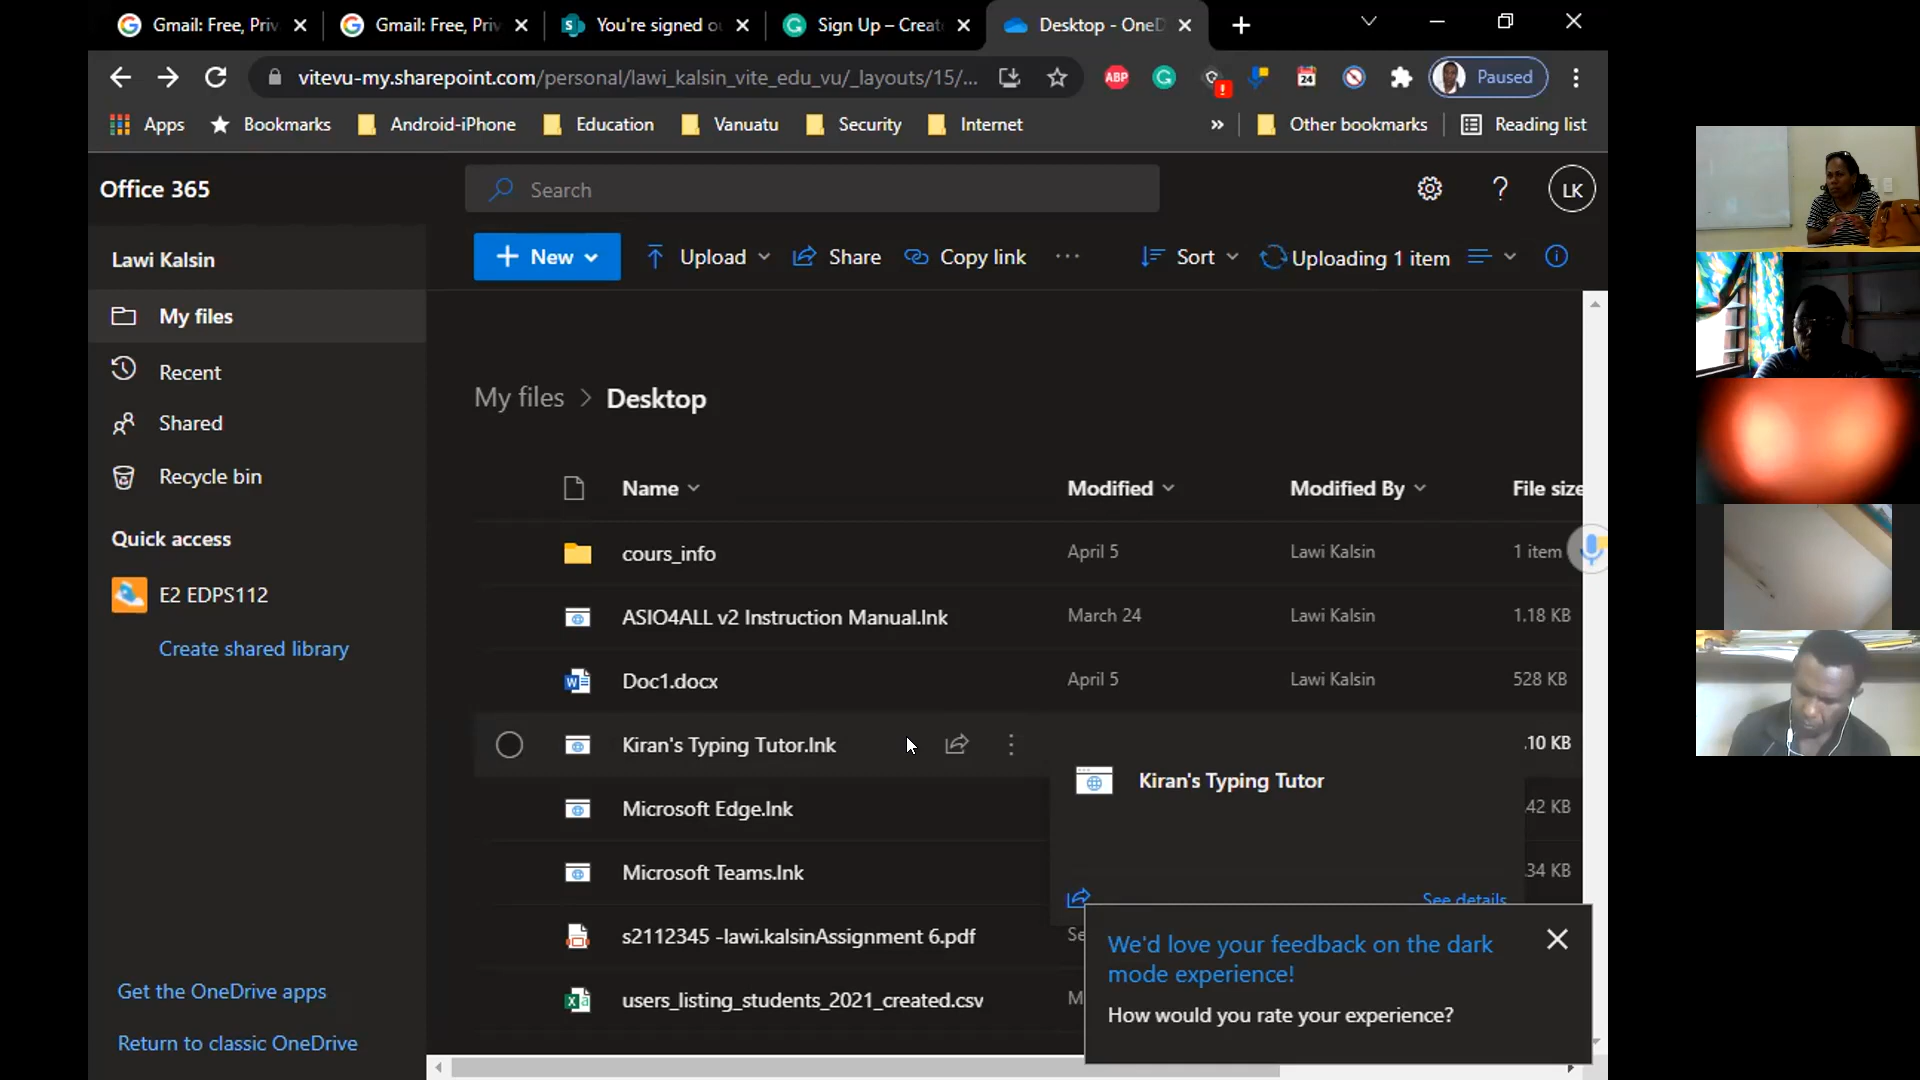 Gmail: Free, Priv
Gmail: Free, Priv
You're signed ou
Sign Up – Creat
Desktop - OneD
vitevu-my.sharepoint.com/personal/lawi_kalsin_vite_edu_vu/_layouts/15/...
ABP
24
Paused
Apps
Bookmarks
Android-iPhone
Education
Vanuatu
Security
Internet
Other bookmarks
Reading list
Office 365
Search
LK
Lawi Kalsin
New
Upload
Share
Copy link
Sort
Uploading 1 item
My files
Recent
Shared
Recycle bin
Quick access
E2 EDPS112
Create shared library
Get the OneDrive apps
Return to classic OneDrive
My files > Desktop
Name Modified Modified By File size
cours_info April 5 Lawi Kalsin 1 item
ASIO4ALL v2 Instruction Manual.lnk March 24 Lawi Kalsin 1.18 KB
Doc1.docx April 5 Lawi Kalsin 528 KB
Kiran's Typing Tutor.lnk .10 KB
Microsoft Edge.lnk 42 KB
Microsoft Teams.lnk 34 KB
s2112345 -lawi.kalsinAssignment 6.pdf Se
users_listing_students_2021_created.csv M
Kiran's Typing Tutor
See details
We'd love your feedback on the dark
mode experience!
How would you rate your experience?